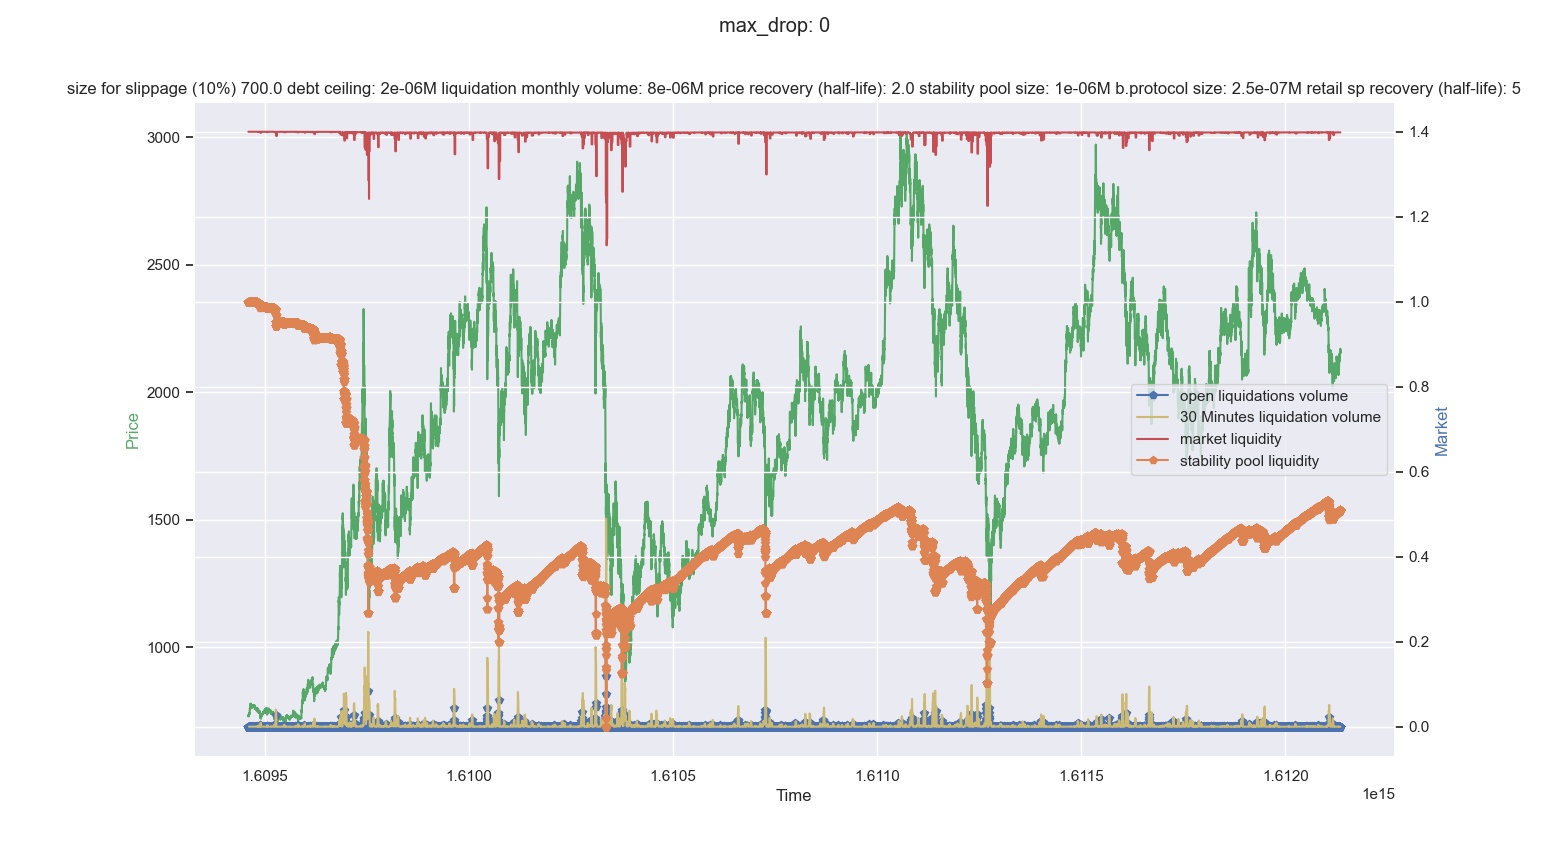 max_drop: 0
size for slippage (10%) 700.0 debt ceiling: 2e-06M liquidation monthly volume: 8e-06M price recovery (half-life): 2.0 stability pool size: 1e-06M b.protocol size: 2.5e-07M retail sp recovery (half-life): 5
3000
2500
2000
1500
1000
Price
1.4
1.2
1.0
0.8
0.6
0.4
0.2
0.0
Market
open liquidations volume
30 Minutes liquidation volume
market liquidity
stability pool liquidity
1.6095 1.6100 1.6105 1.6110 1.6115 1.6120
Time
1e15